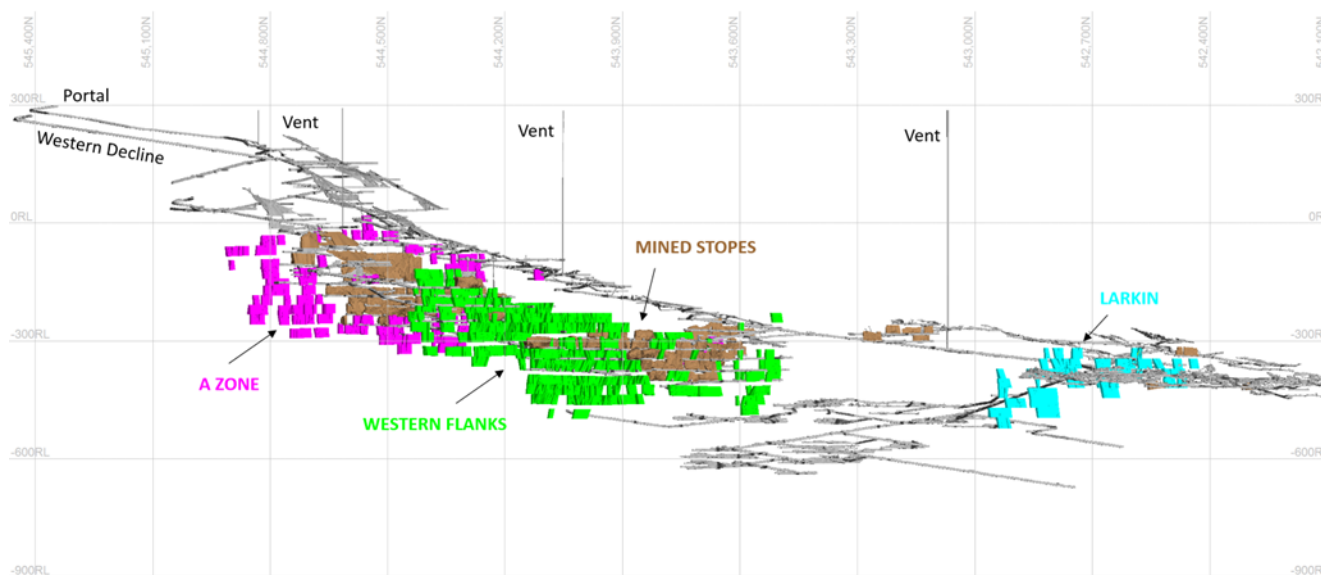 545,400N
545,100N
544,800N
544,500N
544,200N
543,900N
543,600N
543,300N
543,000N
542,700N
542,400N
542,100N
300RL
300RL
Portal
Vent
Vent
Vent
Western Decline
0RL
0RL
MINED STOPES
LARKIN
-300RL
-300RL
A ZONE
WESTERN FLANKS
-600RL
-600RL
-900RL
-900RL